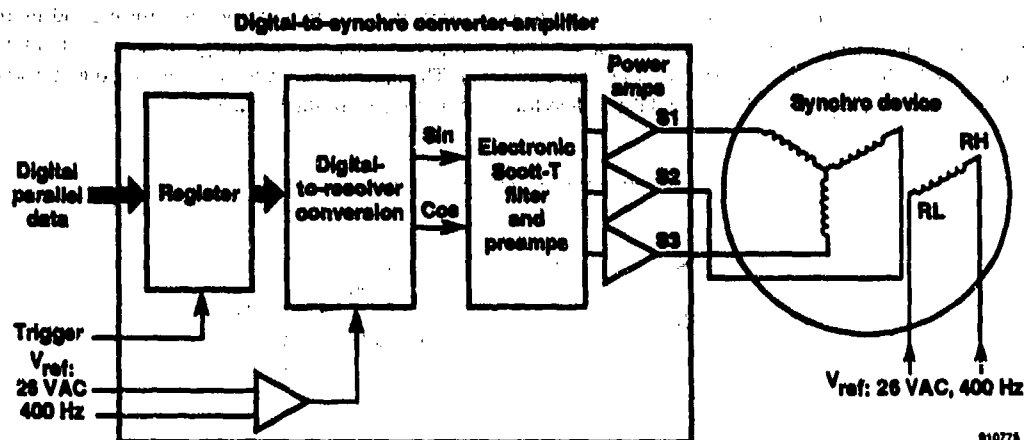 Digital-to-synchro converter-amplifier
Power
amps
Digital
parallel
data
Register
Digital-
to-resolver
conversion
Sin
Cos
Electronic
Scott-T
filter
and
preamps
S1
S2
S3
Synchro device
RH
RL
Trigger
Vref:
26 VAC
400 Hz
Vref: 26 VAC, 400 Hz
910775